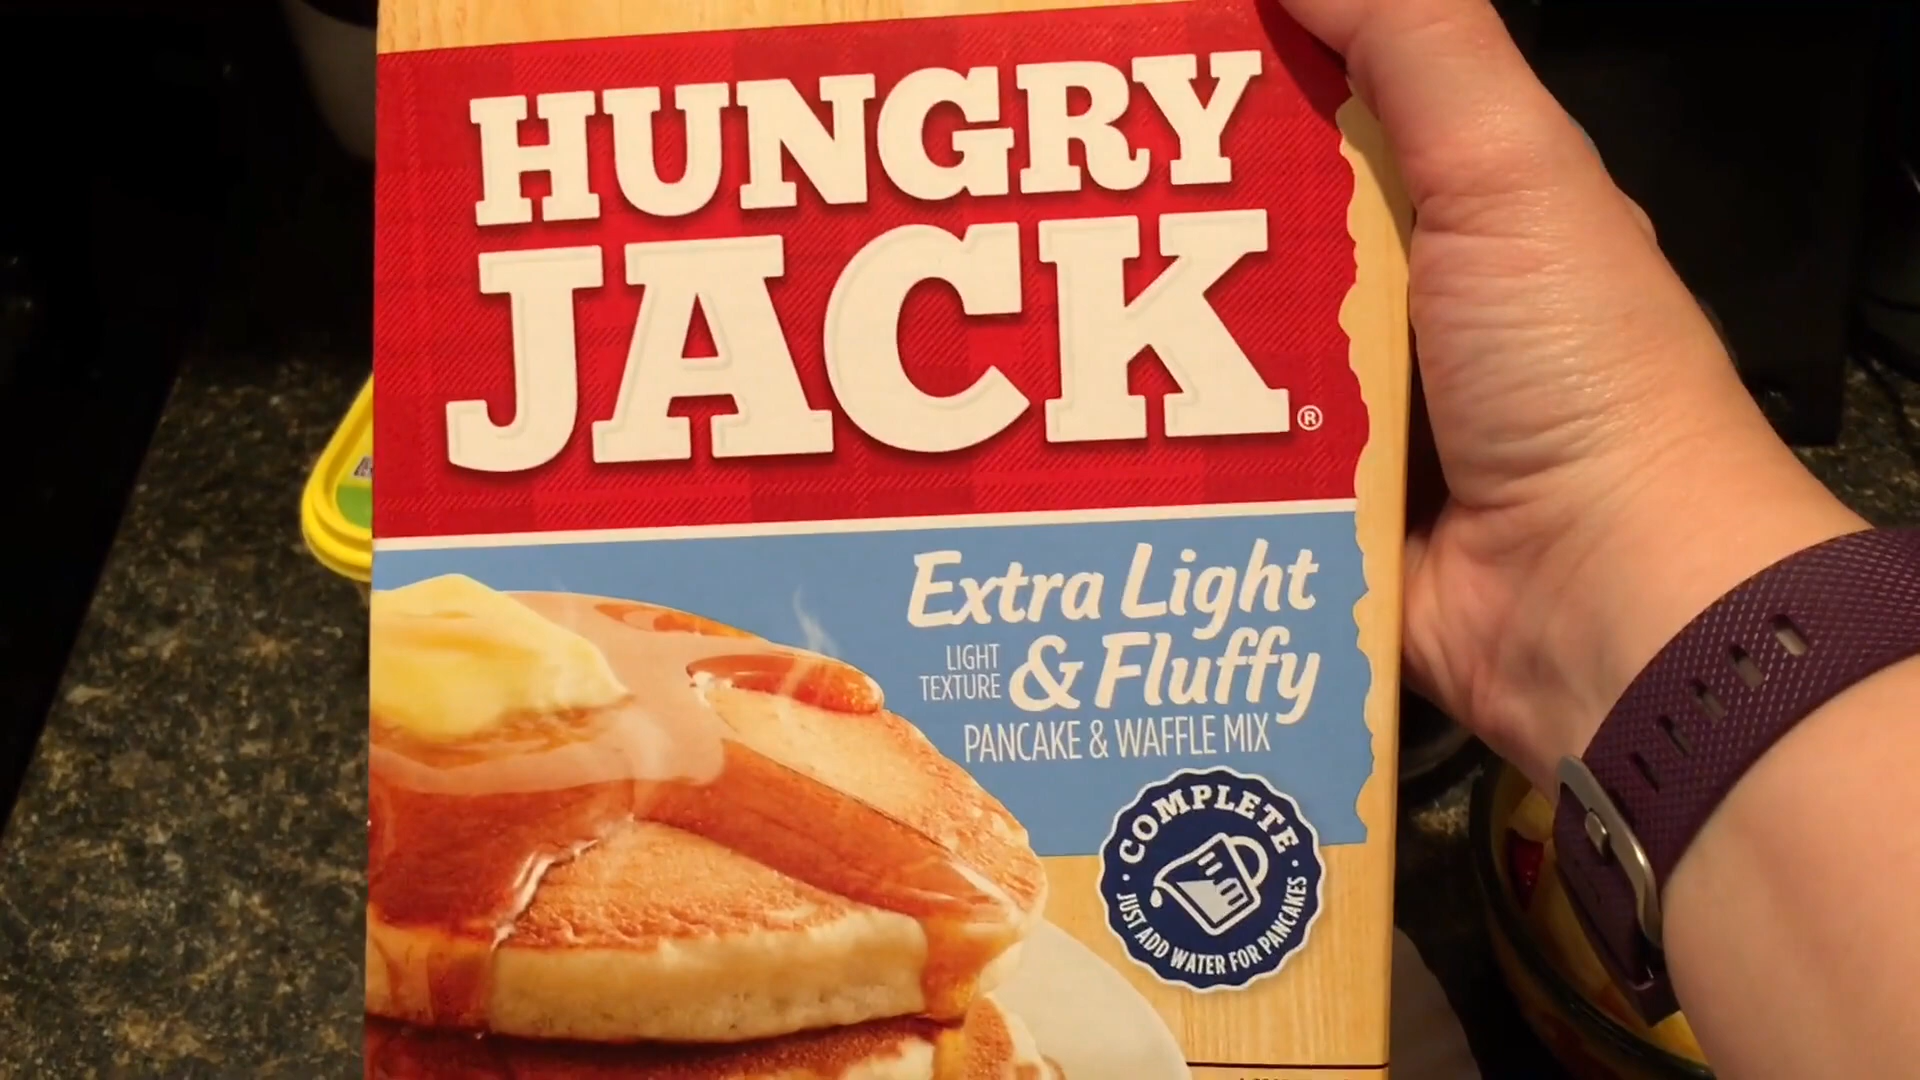 HUNGRY
JACK®
Extra Light
LIGHT
TEXTURE
& Fluffy
PANCAKE & WAFFLE MIX
COMPLETE
· JUST ADD WATER FOR PANCAKES ·